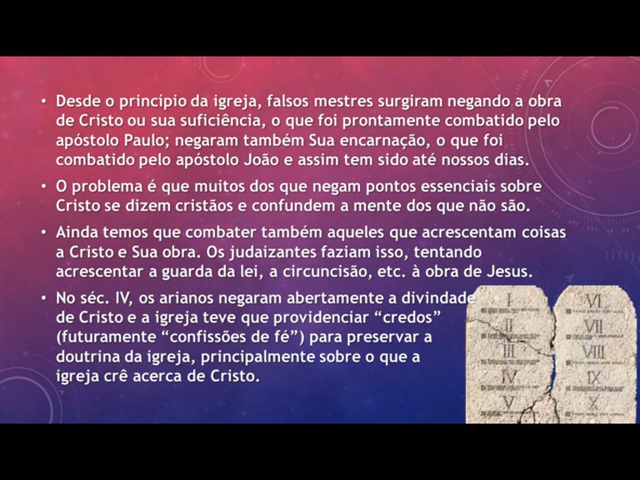 • Desde o princípio da igreja, falsos mestres surgiram negando a obra
de Cristo ou sua suficiência, o que foi prontamente combatido pelo
apóstolo Paulo; negaram também Sua encarnação, o que foi
combatido pelo apóstolo João e assim tem sido até nossos dias.
• O problema é que muitos dos que negam pontos essenciais sobre
Cristo se dizem cristãos e confundem a mente dos que não são.
• Ainda temos que combater também aqueles que acrescentam coisas
a Cristo e Sua obra. Os judaizantes faziam isso, tentando
acrescentar a guarda da lei, a circuncisão, etc. à obra de Jesus.
• No séc. IV, os arianos negaram abertamente a divindade
de Cristo e a igreja teve que providenciar “credos”
(futuramente “confissões de fé”) para preservar a
doutrina da igreja, principalmente sobre o que a
igreja crê acerca de Cristo.
I
II
III
IV
V
VI
VII
VIII
IX
X